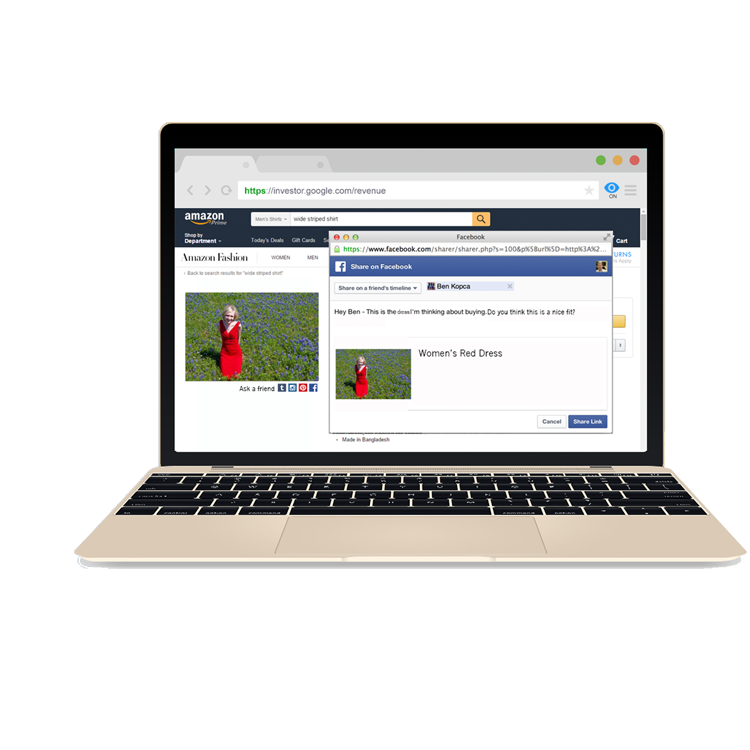 https://investor.google.com/revenue
ON
amazon
Prime
Men's Shirts
wide striped shirt
Shop by
Department
Today's Deals Gift Cards
Cart
Amazon Fashion WOMEN MEN
‹ Back to search results for "wide striped shirt"
Facebook
https://www.facebook.com/sharer/sharer.php?s=100&p%5Burl%5D=http%3A%2...
Share on Facebook
Share on a friend's timeline
Ben Kopca
Hey Ben - This is the dress I'm thinking about buying. Do you think this is a nice fit?
Women's Red Dress
Ask a friend
Cancel Share Link
Made in Bangladesh
command
command